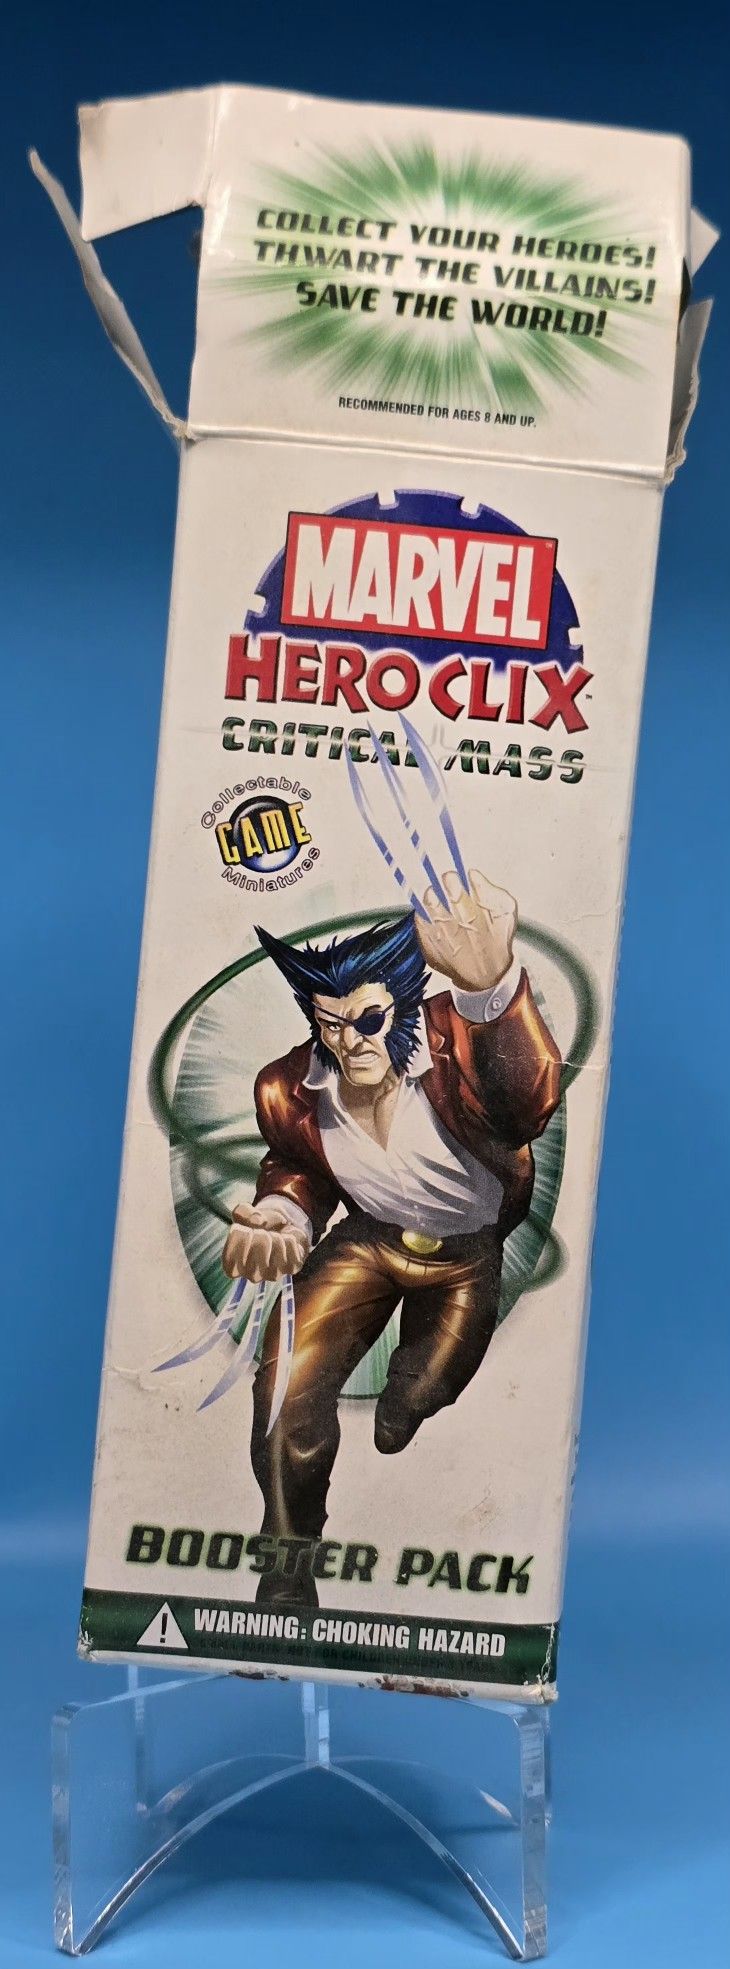 COLLECT YOUR HEROES!
THWART THE VILLAINS!
SAVE THE WORLD!
RECOMMENDED FOR AGES 8 AND UP.
MARVEL
HEROCLIX™
CRITICAL MASS
Collectable
GAME
Miniatures
BOOSTER PACK
! WARNING: CHOKING HAZARD